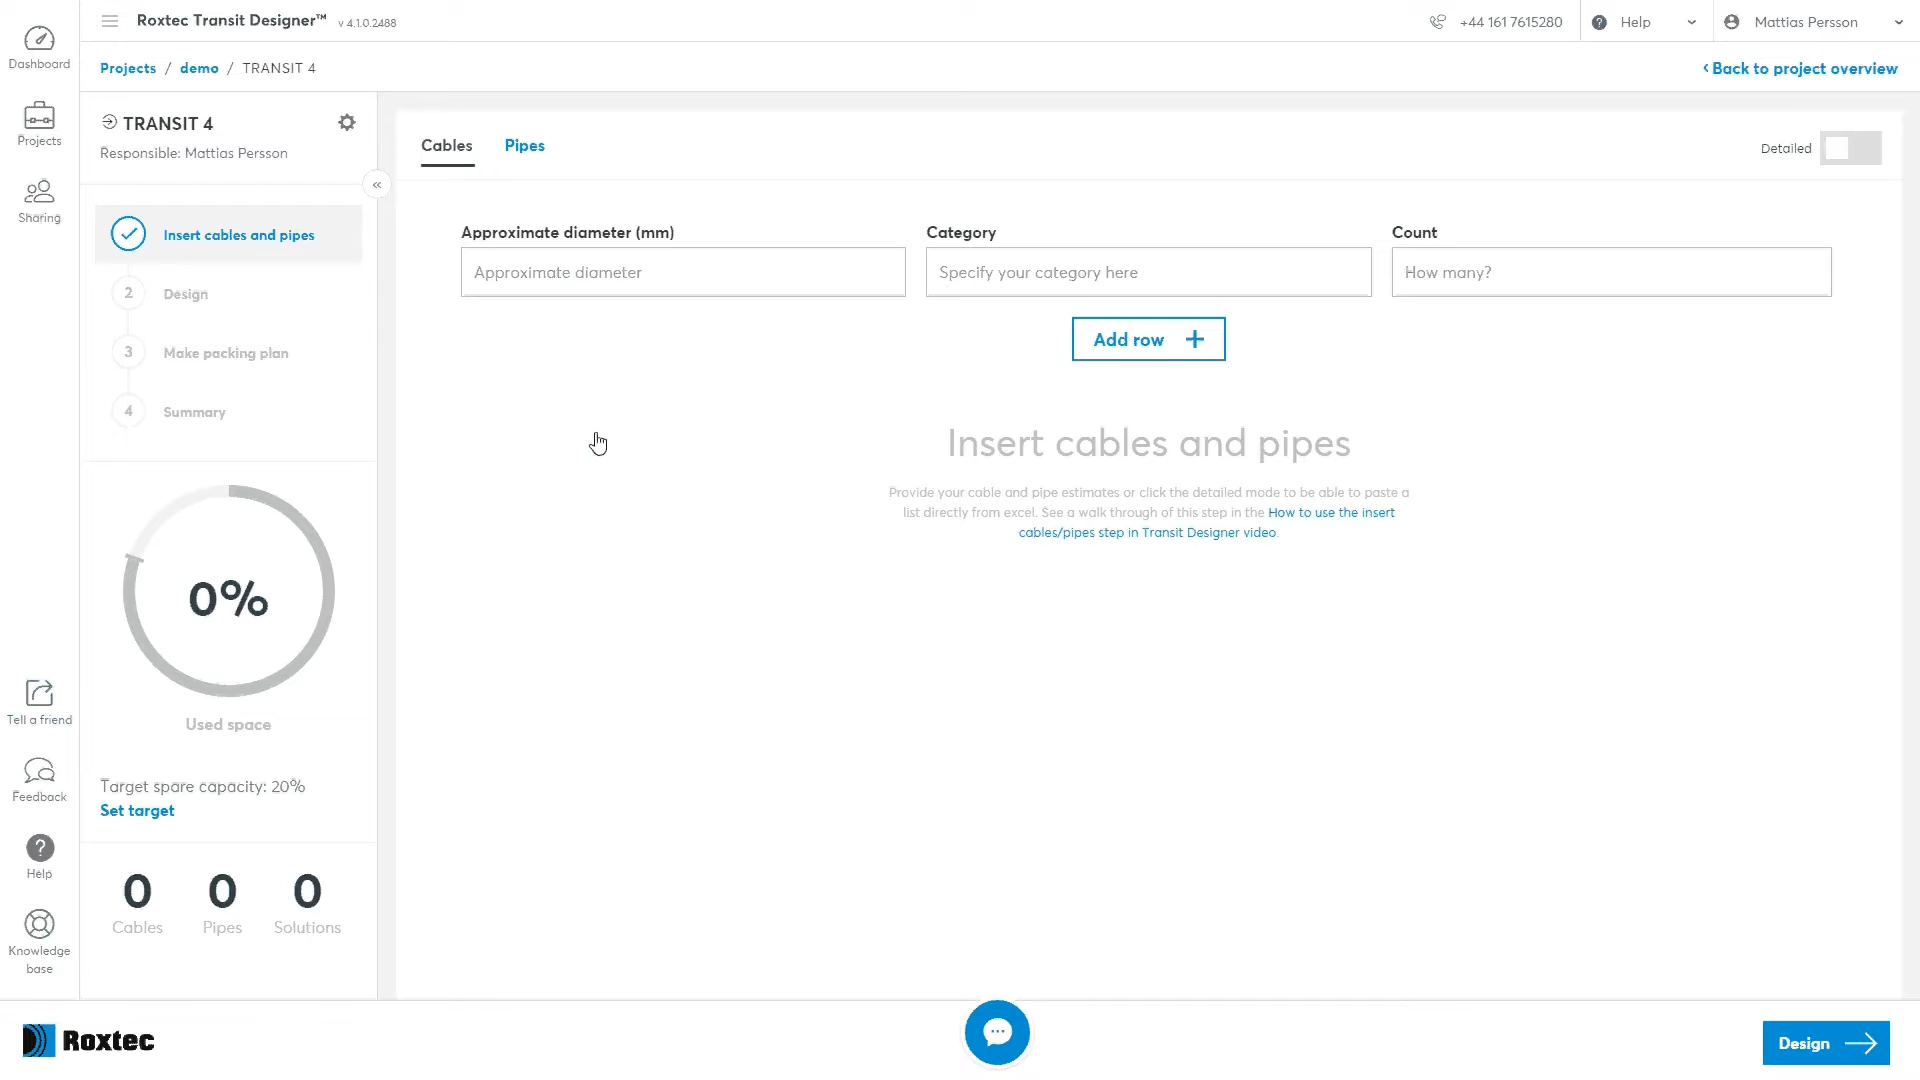 Roxtec Transit Designer™ v 4.1.0.2488
+44 161 7615280
Help
Mattias Persson
Dashboard
Projects / demo / TRANSIT 4
‹ Back to project overview
Projects
Sharing
TRANSIT 4
Responsible: Mattias Persson
«
Insert cables and pipes
2 Design
3 Make packing plan
4 Summary
0%
Used space
Target spare capacity: 20%
Set target
0 Cables
0 Pipes
0 Solutions
Cables Pipes
Detailed
Approximate diameter (mm)
Approximate diameter
Category
Specify your category here
Count
How many?
Add row +
Insert cables and pipes
Provide your cable and pipe estimates or click the detailed mode to be able to paste a
list directly from excel. See a walk through of this step in the How to use the insert
cables/pipes step in Transit Designer video.
Tell a friend
Feedback
?
Help
Knowledge
base
Roxtec
Design